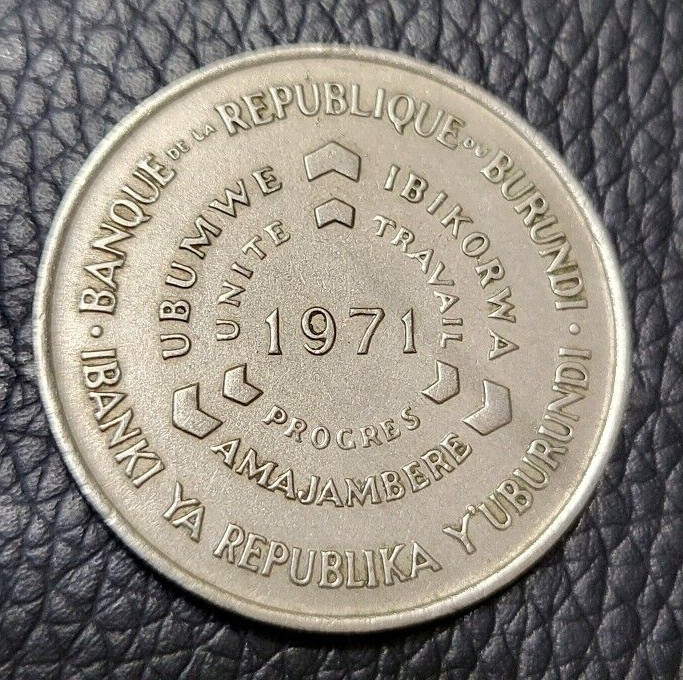 BANQUE DE LA REPUBLIQUE DU BURUNDI
IBANKI YA REPUBLIKA Y'UBURUNDI
UBUMWE IBIKORWA
AMAJAMBERE
UNITE TRAVAIL
PROGRES
1971